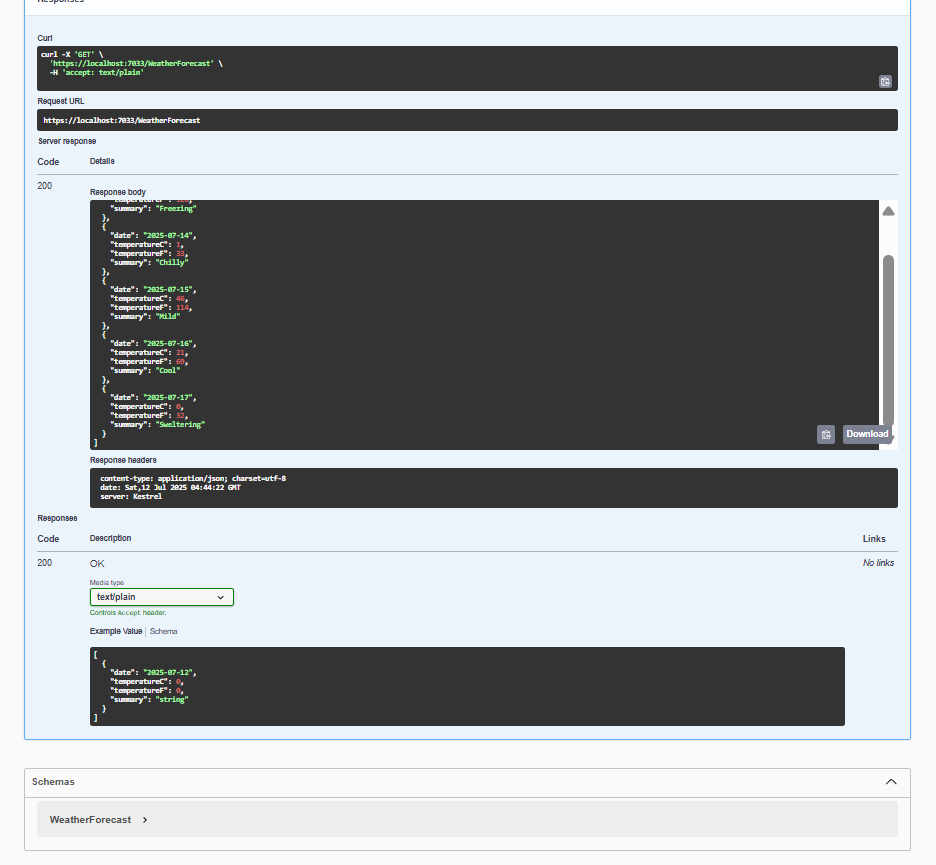 Responses
Curl
curl -X 'GET' \
  'https://localhost:7033/WeatherForecast' \
  -H 'accept: text/plain'
Request URL
https://localhost:7033/WeatherForecast
Server response
Code Details
200
Response body
"summary": "Freezing"
},
{
"date": "2025-07-14",
"temperatureC": 1,
"temperatureF": 33,
"summary": "Chilly"
},
{
"date": "2025-07-15",
"temperatureC": 46,
"temperatureF": 114,
"summary": "Mild"
},
{
"date": "2025-07-16",
"temperatureC": 21,
"temperatureF": 69,
"summary": "Cool"
},
{
"date": "2025-07-17",
"temperatureC": 0,
"temperatureF": 32,
"summary": "Sweltering"
}
]
Download
Response headers
content-type: application/json; charset=utf-8
date: Sat,12 Jul 2025 04:44:22 GMT
server: Kestrel
Responses
Code Description Links
200 OK No links
Media type
text/plain
Controls Accept header.
Example Value | Schema
[
{
"date": "2025-07-12",
"temperatureC": 0,
"temperatureF": 0,
"summary": "string"
}
]
Schemas
WeatherForecast